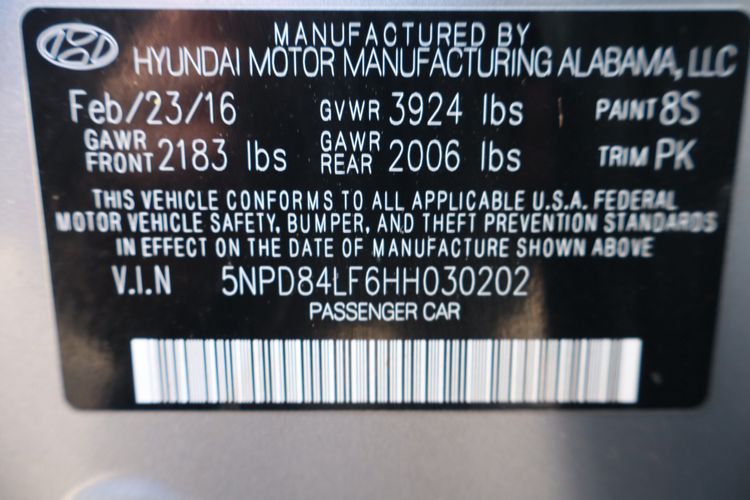 MANUFACTURED BY
HYUNDAI MOTOR MANUFACTURING ALABAMA, LLC
Feb/23/16 GVWR 3924 lbs PAINT 8S
GAWR FRONT 2183 lbs GAWR REAR 2006 lbs TRIM PK
THIS VEHICLE CONFORMS TO ALL APPLICABLE U.S.A. FEDERAL
MOTOR VEHICLE SAFETY, BUMPER, AND THEFT PREVENTION STANDARDS
IN EFFECT ON THE DATE OF MANUFACTURE SHOWN ABOVE
V.I.N 5NPD84LF6HH030202
PASSENGER CAR